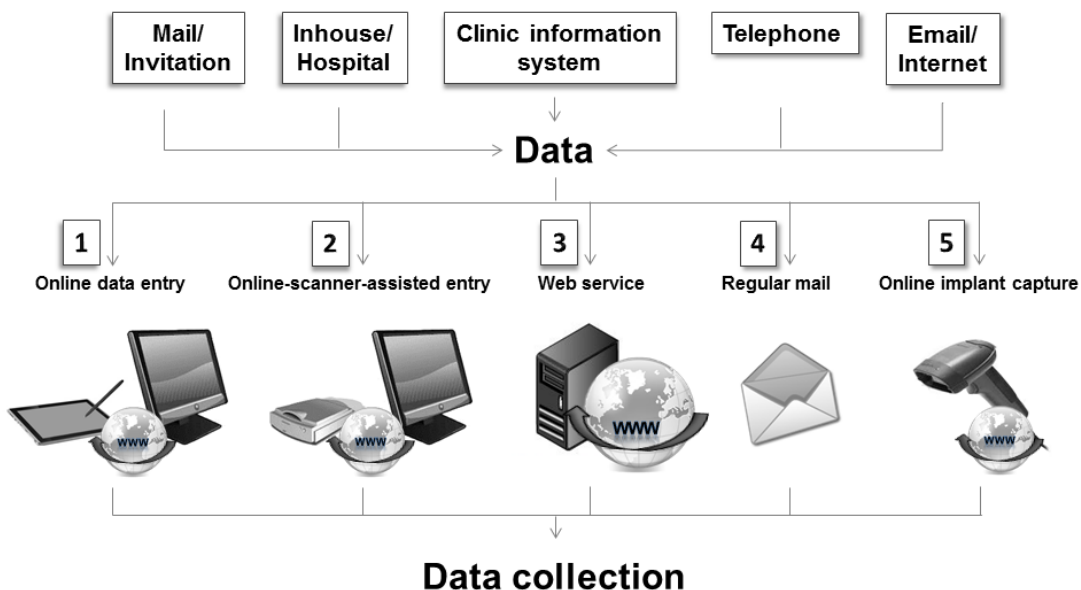 Mail/
Invitation
Inhouse/
Hospital
Clinic information
system
Telephone
Email/
Internet
Data
1
2
3
4
5
Online data entry
Online-scanner-assisted entry
Web service
Regular mail
Online implant capture
www
www
www
www
Data collection